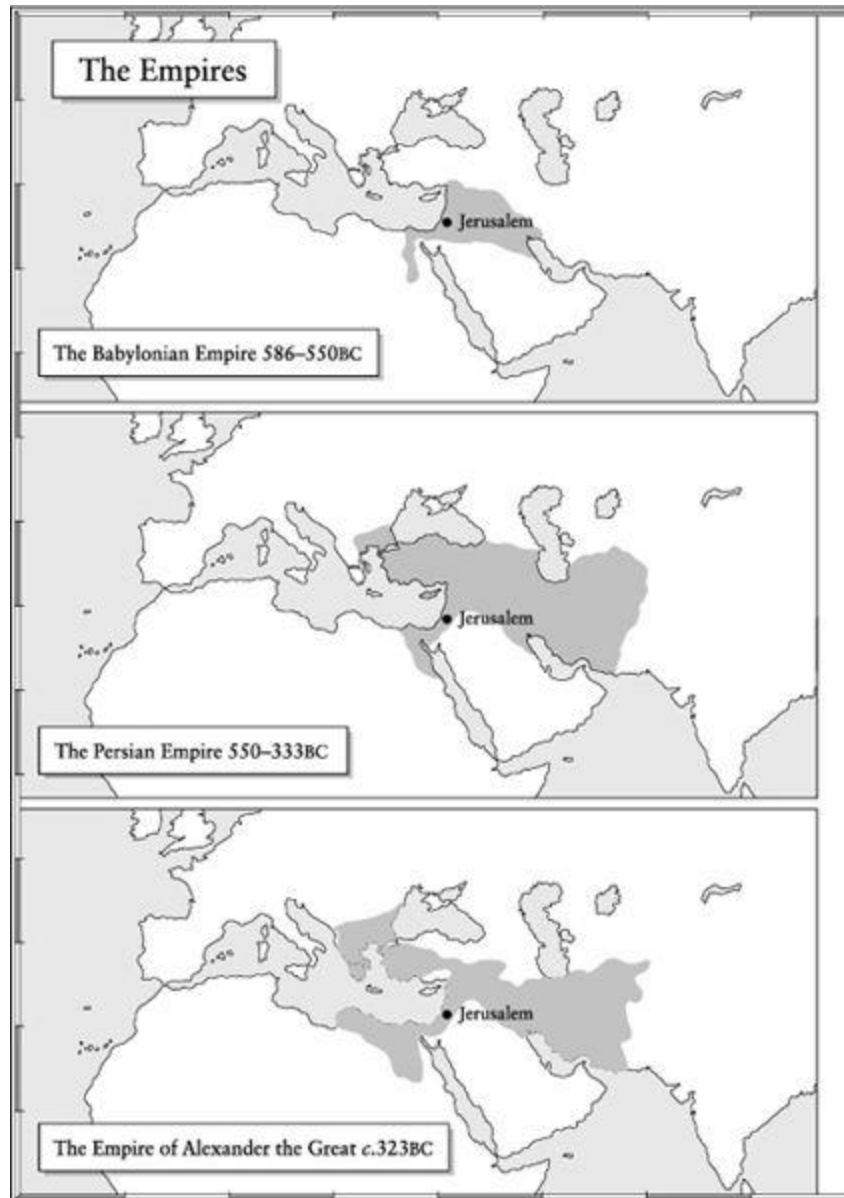 The Empires
Jerusalem
The Babylonian Empire 586–550BC
Jerusalem
The Persian Empire 550–333BC
Jerusalem
The Empire of Alexander the Great c.323BC